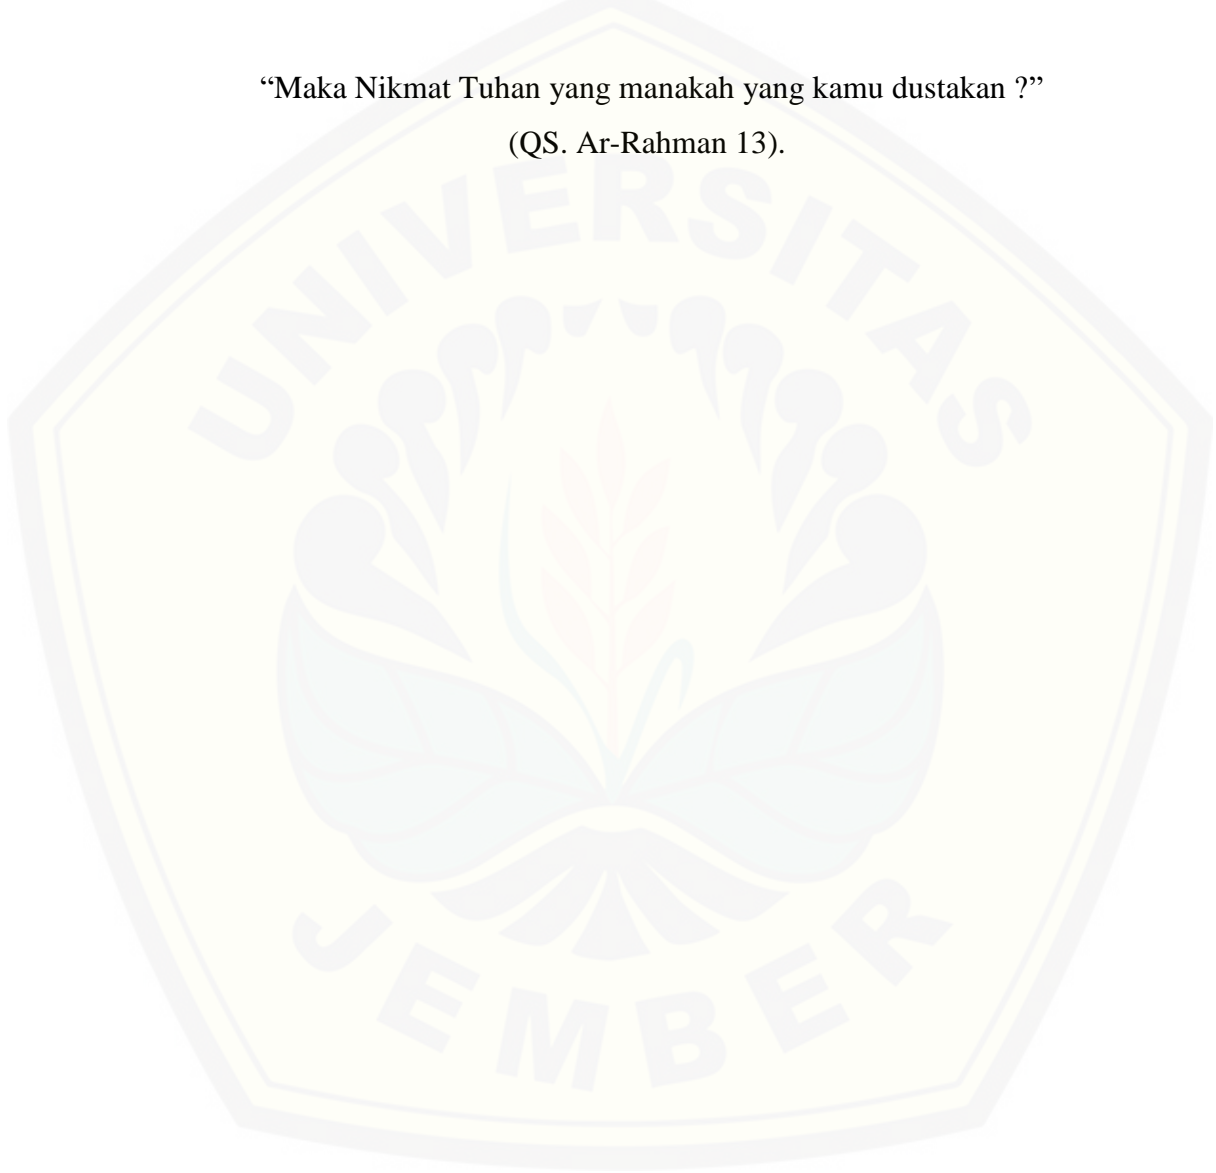 “Maka Nikmat Tuhan yang manakah yang kamu dustakan ?”
(QS. Ar-Rahman 13).
UNIVERSITAS
JEMBER